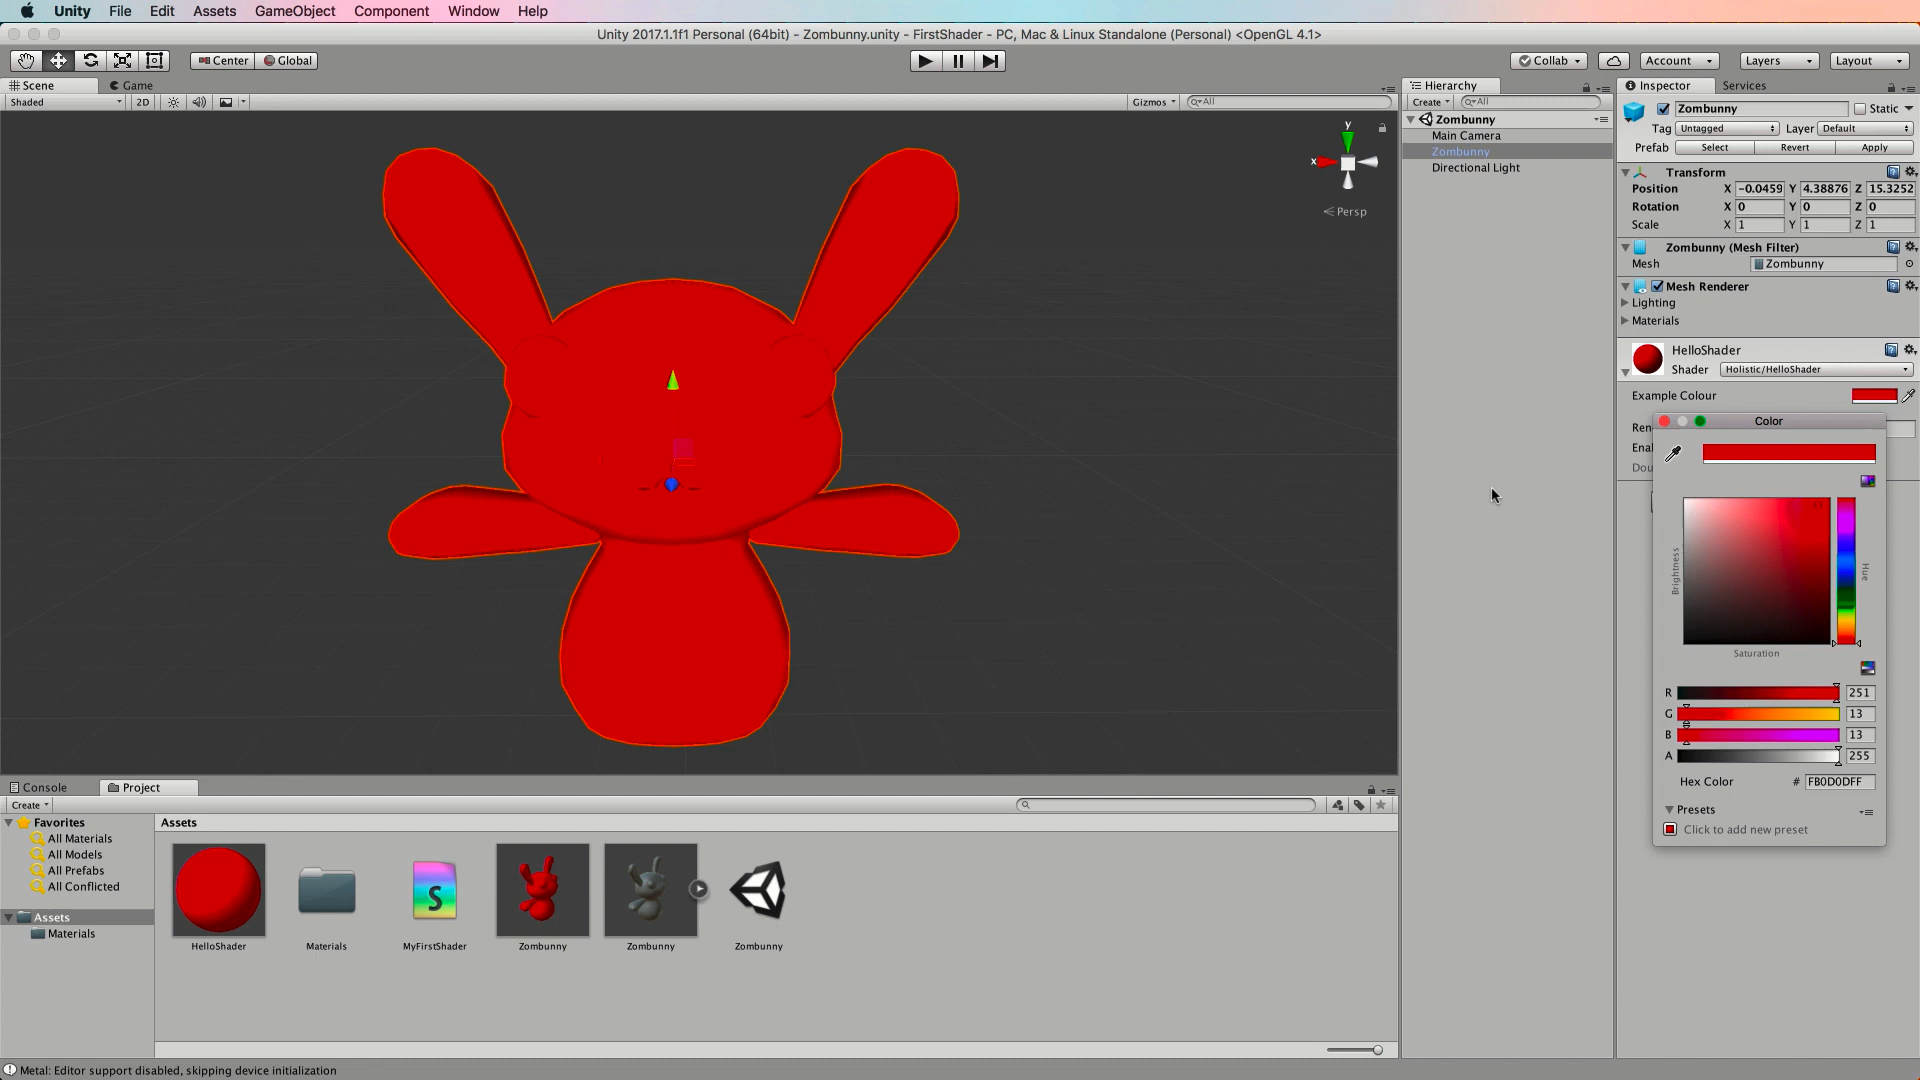 Unity File Edit Assets GameObject Component Window Help
Unity 2017.1.1f1 Personal (64bit) - Zombunny.unity - FirstShader - PC, Mac & Linux Standalone (Personal) <OpenGL 4.1>
Center Global Collab Account Layers Layout
Scene Game
Shaded 2D Gizmos All
y
x
Persp
Hierarchy
Create All
Zombunny
Main Camera
Zombunny
Directional Light
Inspector Services
Zombunny Static
Tag Untagged Layer Default
Prefab Select Revert Apply
Transform
Position X -0.0459 Y 4.38876 Z 15.3252
Rotation X 0 Y 0 Z 0
Scale X 1 Y 1 Z 1
Zombunny (Mesh Filter)
Mesh Zombunny
Mesh Renderer
Lighting
Materials
HelloShader
Shader Holistic/HelloShader
Example Colour
Ren
Ena
Dou
Color
Brightness
Hue
Saturation
R 251
G 13
B 13
A 255
Hex Color # FB0D0DFF
Presets
Click to add new preset
Console Project
Create
Favorites
All Materials
All Models
All Prefabs
All Conflicted
Assets
Materials
Assets
S
HelloShader Materials MyFirstShader Zombunny Zombunny Zombunny
Metal: Editor support disabled, skipping device initialization